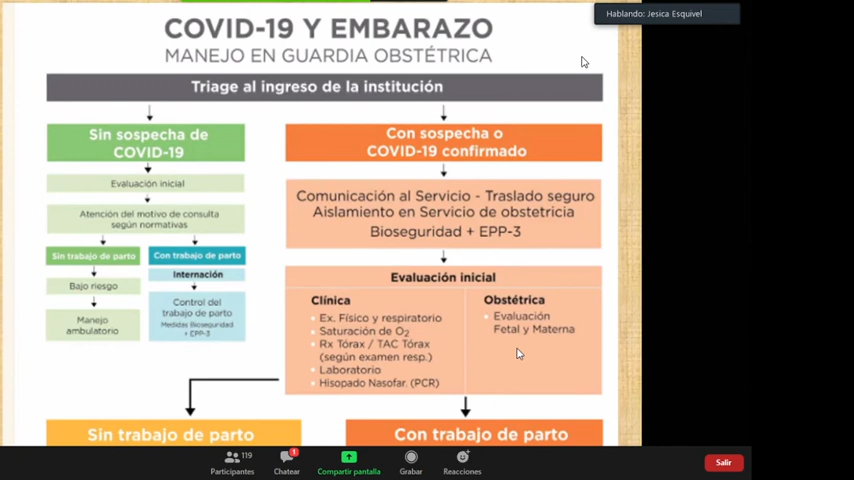 Hablando: Jesica Esquivel
COVID-19 Y EMBARAZO
MANEJO EN GUARDIA OBSTÉTRICA
Triage al ingreso de la institución
Sin sospecha de
COVID-19
Evaluación inicial
Atención del motivo de consulta
según normativas
Sin trabajo de parto
Con trabajo de parto
Bajo riesgo
Manejo
ambulatorio
Internación
Control del
trabajo de parto
Medidas Bioseguridad
+ EPP-3
Con sospecha o
COVID-19 confirmado
Comunicación al Servicio - Traslado seguro
Aislamiento en Servicio de obstetricia
Bioseguridad + EPP-3
Evaluación inicial
Clínica
Ex. Físico y respiratorio
Saturación de O₂
Rx Tórax / TAC Tórax
(según examen resp.)
Laboratorio
Hisopado Nasofar. (PCR)
Obstétrica
Evaluación
Fetal y Materna
Sin trabajo de parto
Con trabajo de parto
119
Participantes
1
Chatear
Compartir pantalla
Grabar
Reacciones
Salir